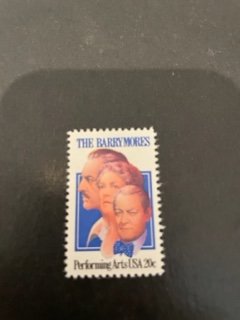 THE BARRYMORES
Performing Arts USA 20c